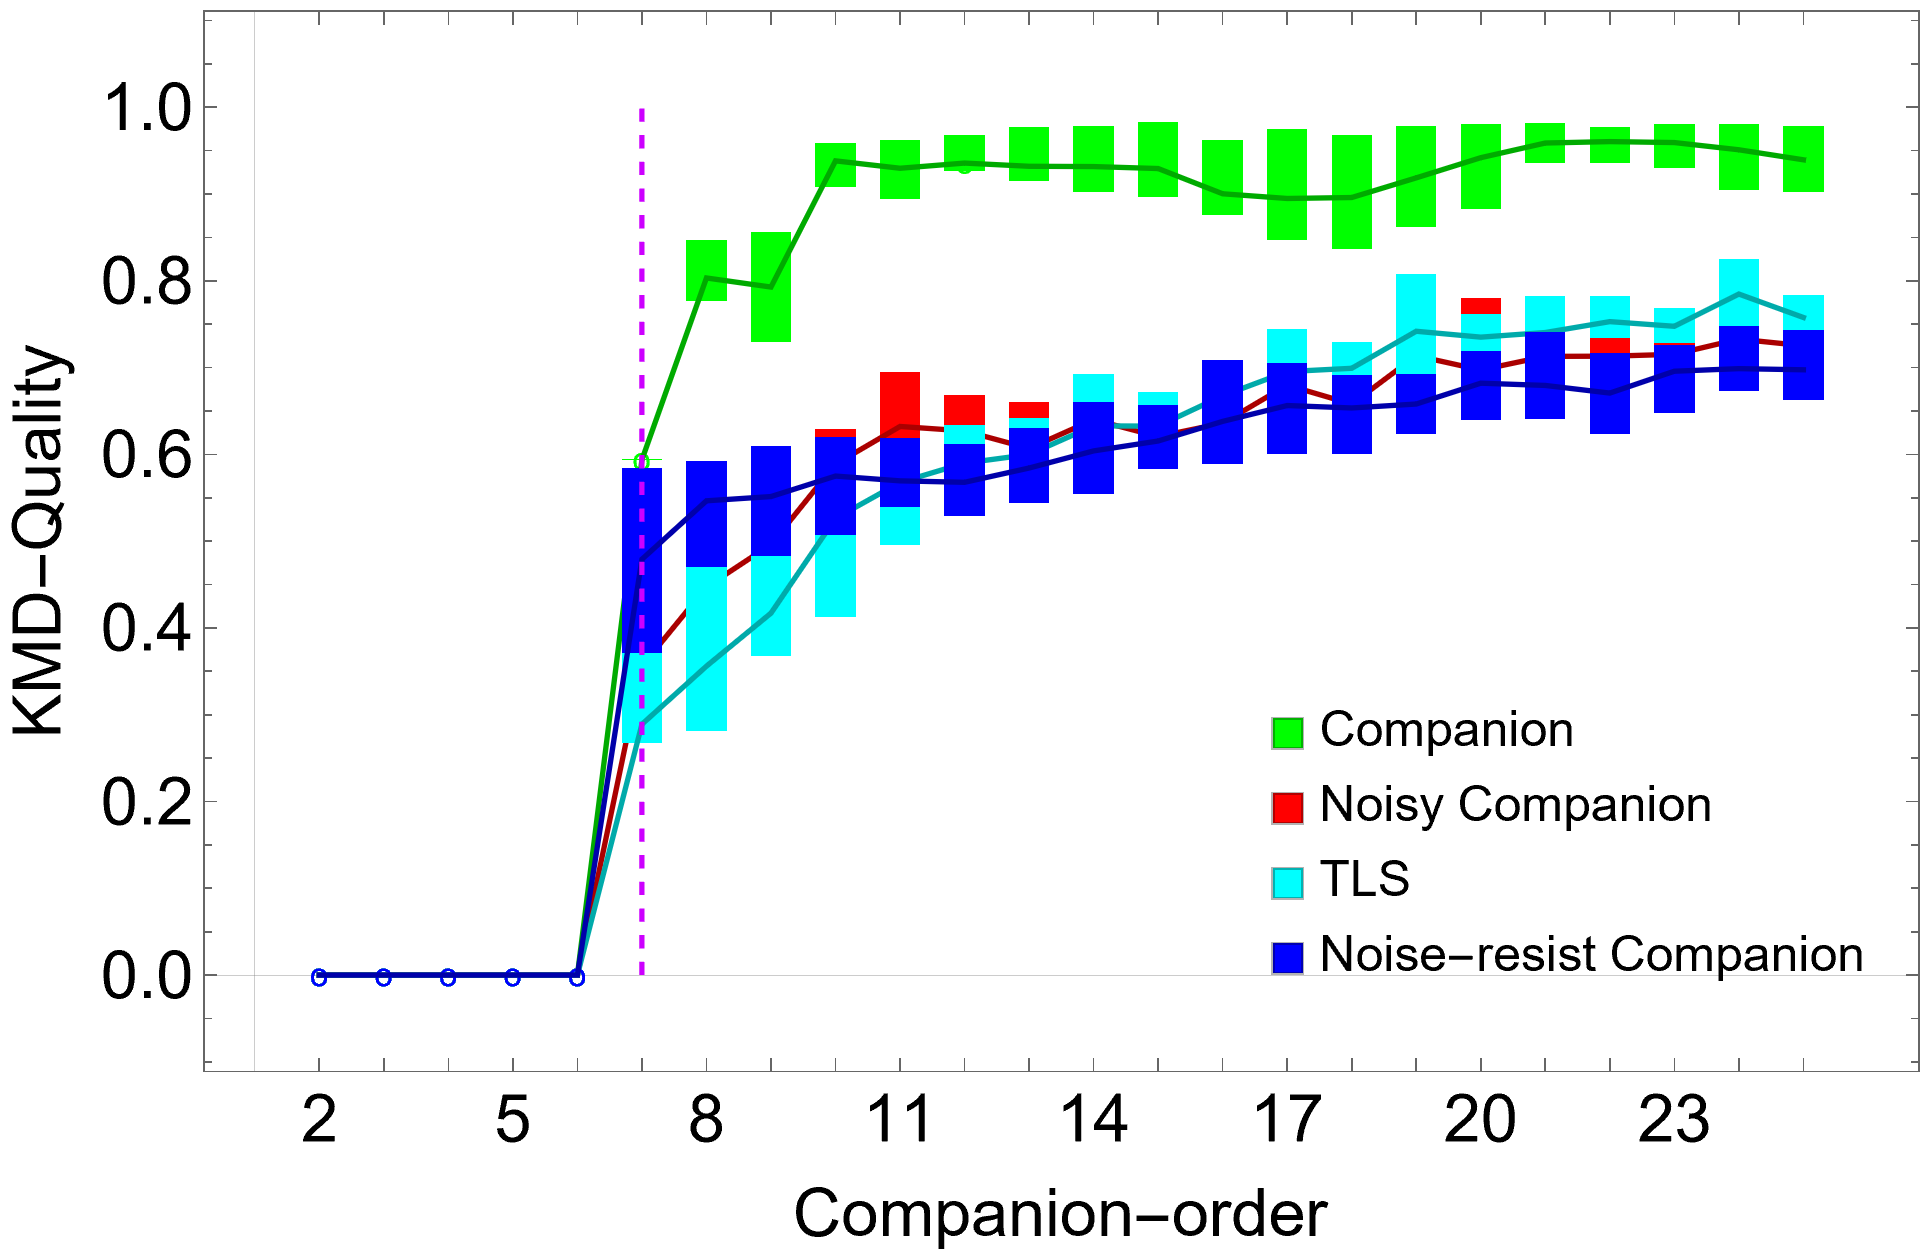 KMD−Quality
1.0
0.8
0.6
0.4
0.2
0.0
Companion
Noisy Companion
TLS
Noise−resist Companion
2 5 8 11 14 17 20 23
Companion−order